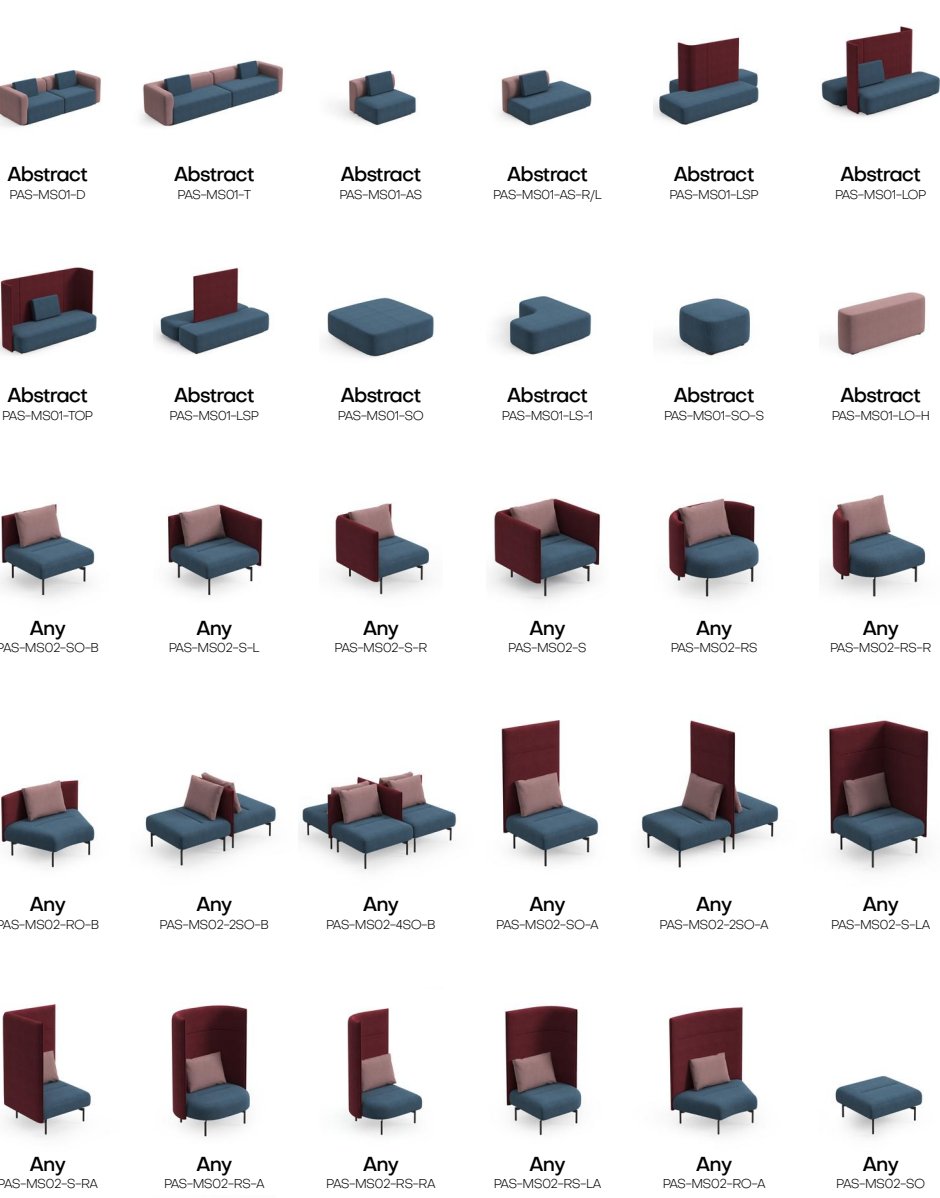 Abstract Abstract Abstract Abstract Abstract Abstract
PAS-MS01-D PAS-MS01-T PAS-MS01-AS PAS-MS01-AS-R/L PAS-MS01-LSP PAS-MS01-LOP
Abstract Abstract Abstract Abstract Abstract Abstract
PAS-MS01-TOP PAS-MS01-LSP PAS-MS01-SO PAS-MS01-LS-1 PAS-MS01-SO-S PAS-MS01-LO-H
Any Any Any Any Any Any
PAS-MS02-SO-B PAS-MS02-S-L PAS-MS02-S-R PAS-MS02-S PAS-MS02-RS PAS-MS02-RS-R
Any Any Any Any Any Any
PAS-MS02-RO-B PAS-MS02-2SO-B PAS-MS02-4SO-B PAS-MS02-SO-A PAS-MS02-2SO-A PAS-MS02-S-LA
Any Any Any Any Any Any
PAS-MS02-S-RA PAS-MS02-RS-A PAS-MS02-RS-RA PAS-MS02-RS-LA PAS-MS02-RO-A PAS-MS02-SO